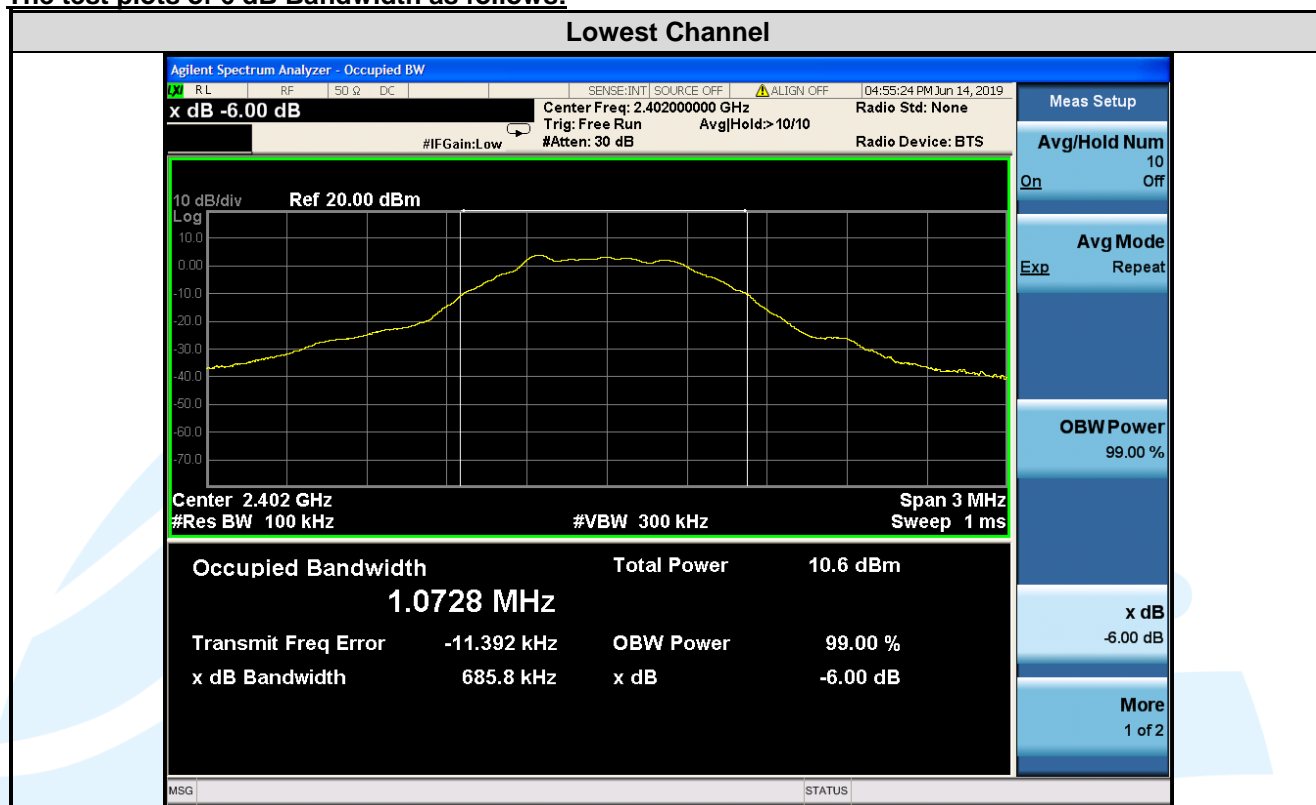 The test plots of 6 dB Bandwidth as follows:
Lowest Channel
Agilent Spectrum Analyzer - Occupied BW
LXI RL RF 50 Ω DC SENSE:INT SOURCE OFF ALIGN OFF 04:55:24 PM Jun 14, 2019
x dB -6.00 dB Center Freq: 2.402000000 GHz Radio Std: None
Trig: Free Run Avg|Hold:> 10/10
#IFGain:Low #Atten: 30 dB Radio Device: BTS
10 dB/div Ref 20.00 dBm
Log
10.0
0.00
-10.0
-20.0
-30.0
-40.0
-50.0
-60.0
-70.0
Center 2.402 GHz Span 3 MHz
#Res BW 100 kHz #VBW 300 kHz Sweep 1 ms
Occupied Bandwidth Total Power 10.6 dBm
1.0728 MHz
Transmit Freq Error -11.392 kHz OBW Power 99.00 %
x dB Bandwidth 685.8 kHz x dB -6.00 dB
MSG STATUS
Meas Setup
Avg/Hold Num
10
On Off
Avg Mode
Exp Repeat
OBW Power
99.00 %
x dB
-6.00 dB
More
1 of 2